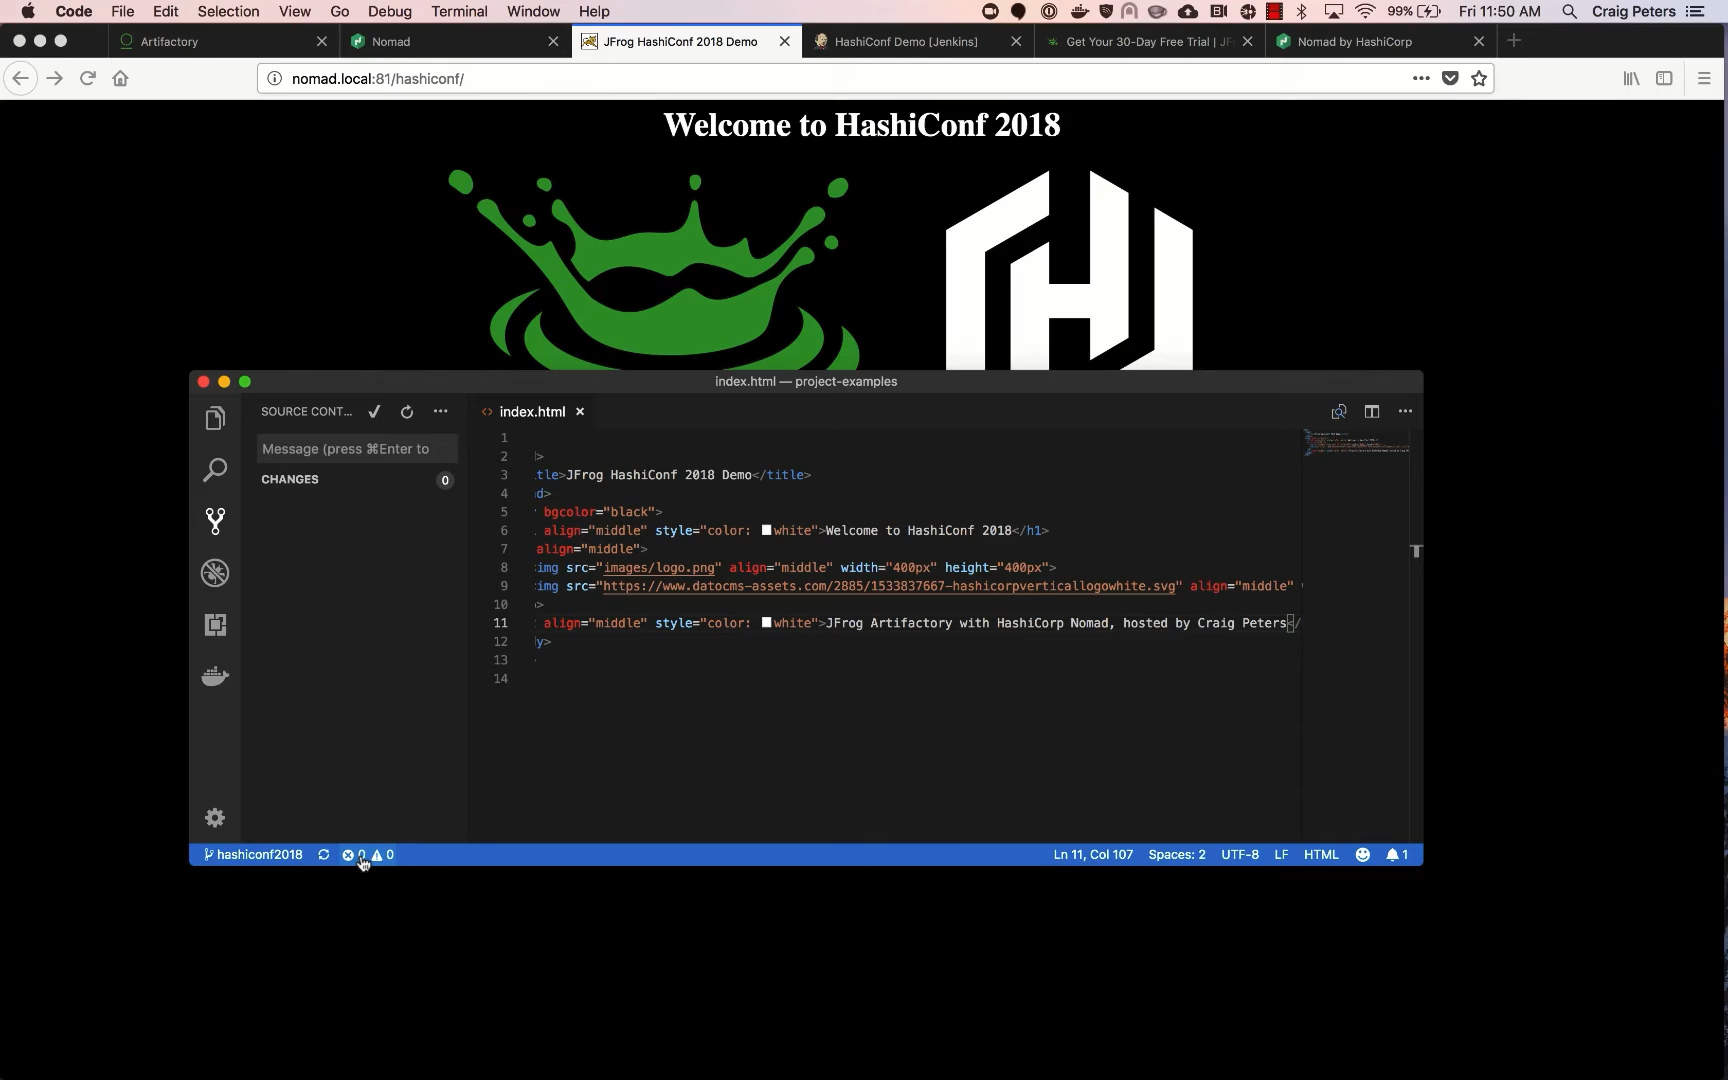 Code File Edit Selection View Go Debug Terminal Window Help 99% Fri 11:50 AM Craig Peters
Artifactory Nomad JFrog HashiConf 2018 Demo HashiConf Demo [Jenkins] Get Your 30-Day Free Trial | JF Nomad by HashiCorp
nomad.local:81/hashiconf/
Welcome to HashiConf 2018
index.html — project-examples
SOURCE CONT... index.html
Message (press ⌘Enter to
CHANGES 0
1
2 >
3 tle>JFrog HashiConf 2018 Demo</title>
4 d>
5 bgcolor="black">
6 align="middle" style="color: white">Welcome to HashiConf 2018</h1>
7 align="middle">
8 img src="images/logo.png" align="middle" width="400px" height="400px">
9 img src="https://www.datocms-assets.com/2885/1533837667-hashicorpverticallogowhite.svg" align="middle"
10 >
11 align="middle" style="color: white">JFrog Artifactory with HashiCorp Nomad, hosted by Craig Peters</
12 y>
13
14
hashiconf2018 0 0 Ln 11, Col 107 Spaces: 2 UTF-8 LF HTML 1